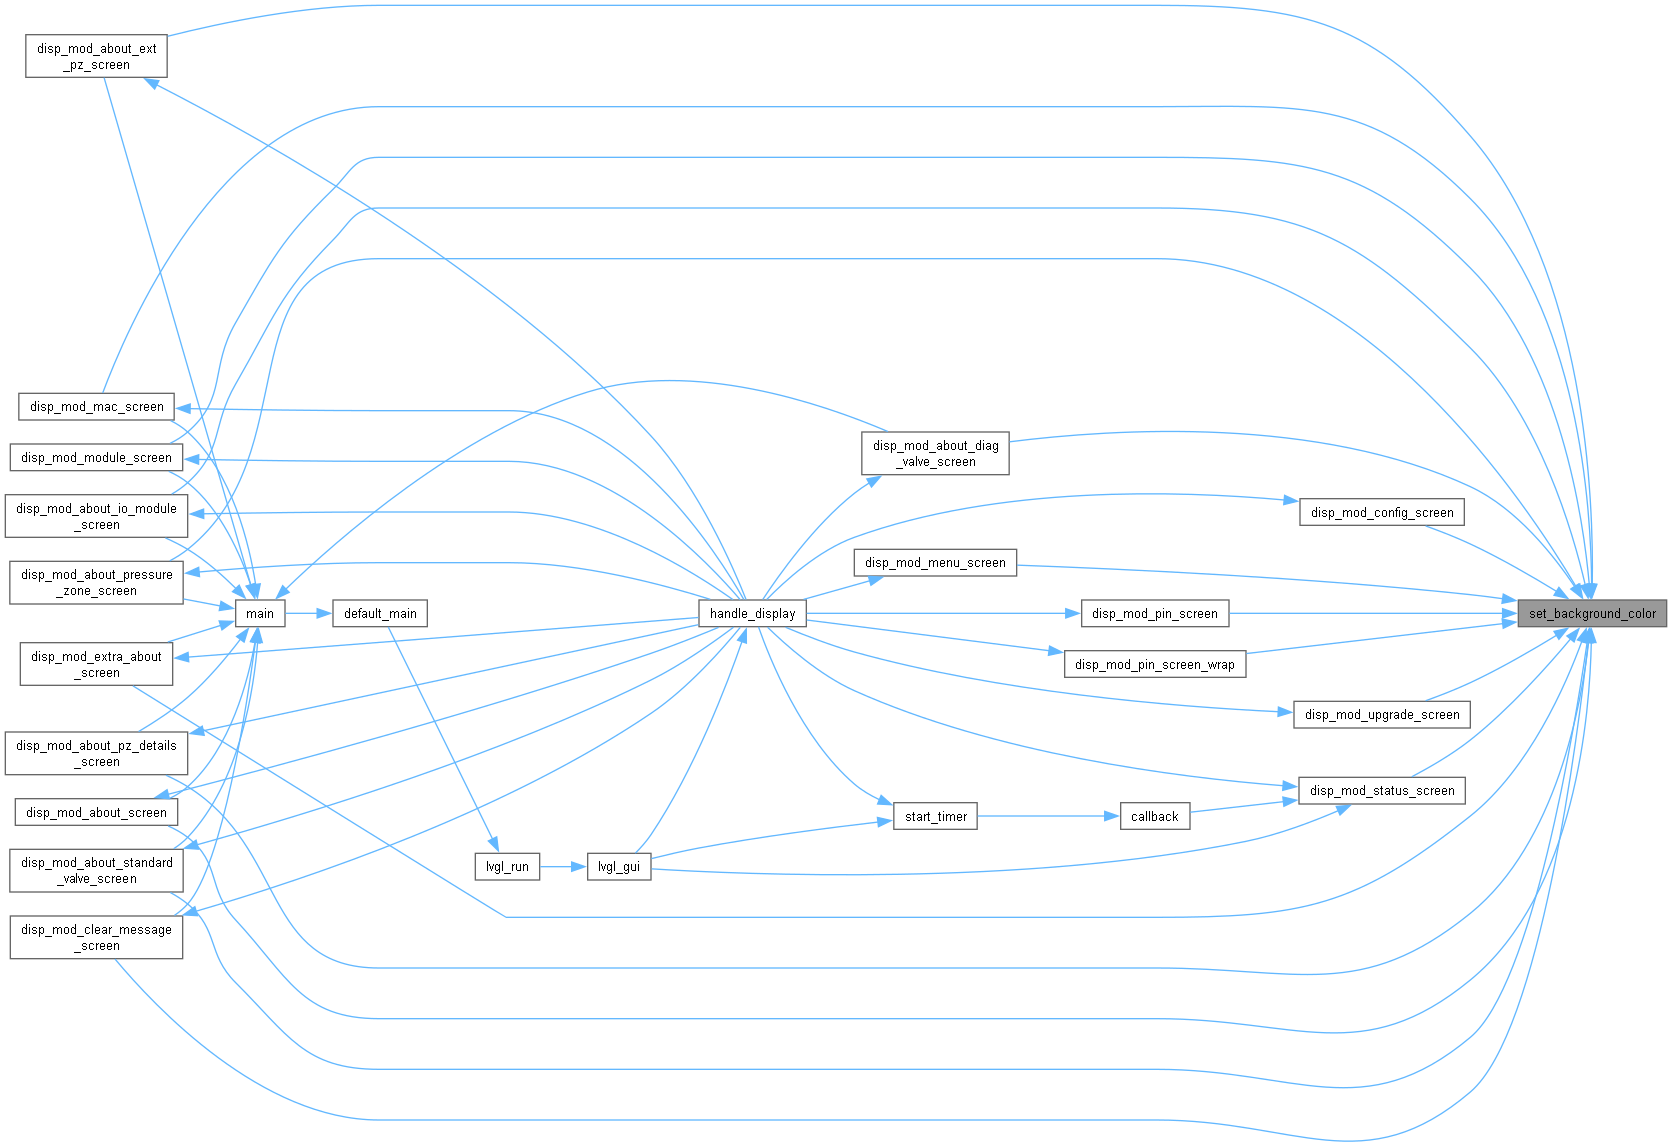 disp_mod_about_ext
_pz_screen
disp_mod_mac_screen
disp_mod_module_screen
disp_mod_about_io_module
_screen
disp_mod_about_pressure
_zone_screen
disp_mod_extra_about
_screen
disp_mod_about_pz_details
_screen
disp_mod_about_screen
disp_mod_about_standard
_valve_screen
disp_mod_clear_message
_screen
main
default_main
lvgl_run
lvgl_gui
handle_display
disp_mod_about_diag
_valve_screen
disp_mod_menu_screen
start_timer
disp_mod_pin_screen
disp_mod_pin_screen_wrap
callback
disp_mod_config_screen
disp_mod_upgrade_screen
disp_mod_status_screen
set_background_color